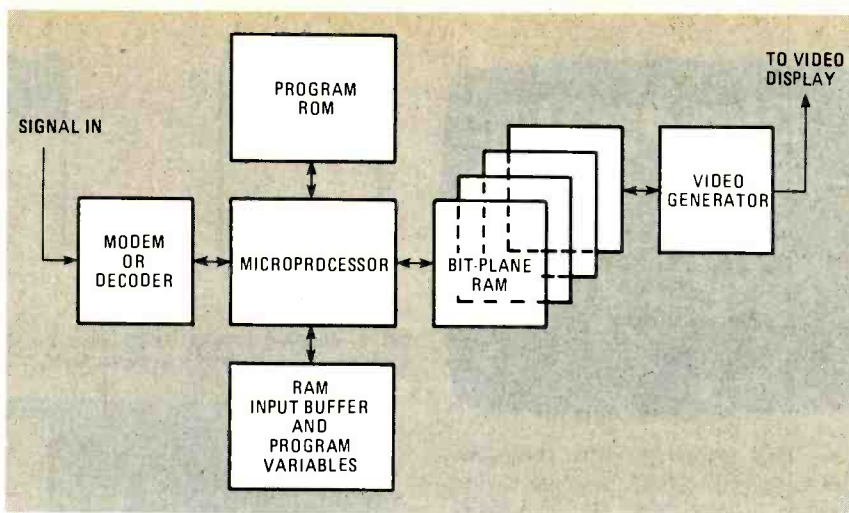 SIGNAL IN
MODEM
OR
DECODER
PROGRAM
ROM
MICROPRDCESSOR
RAM
INPUT BUFFER
AND
PROGRAM
VARIABLES
BIT-PLANE
RAM
VIDEO
GENERATOR
TO VIDEO
DISPLAY